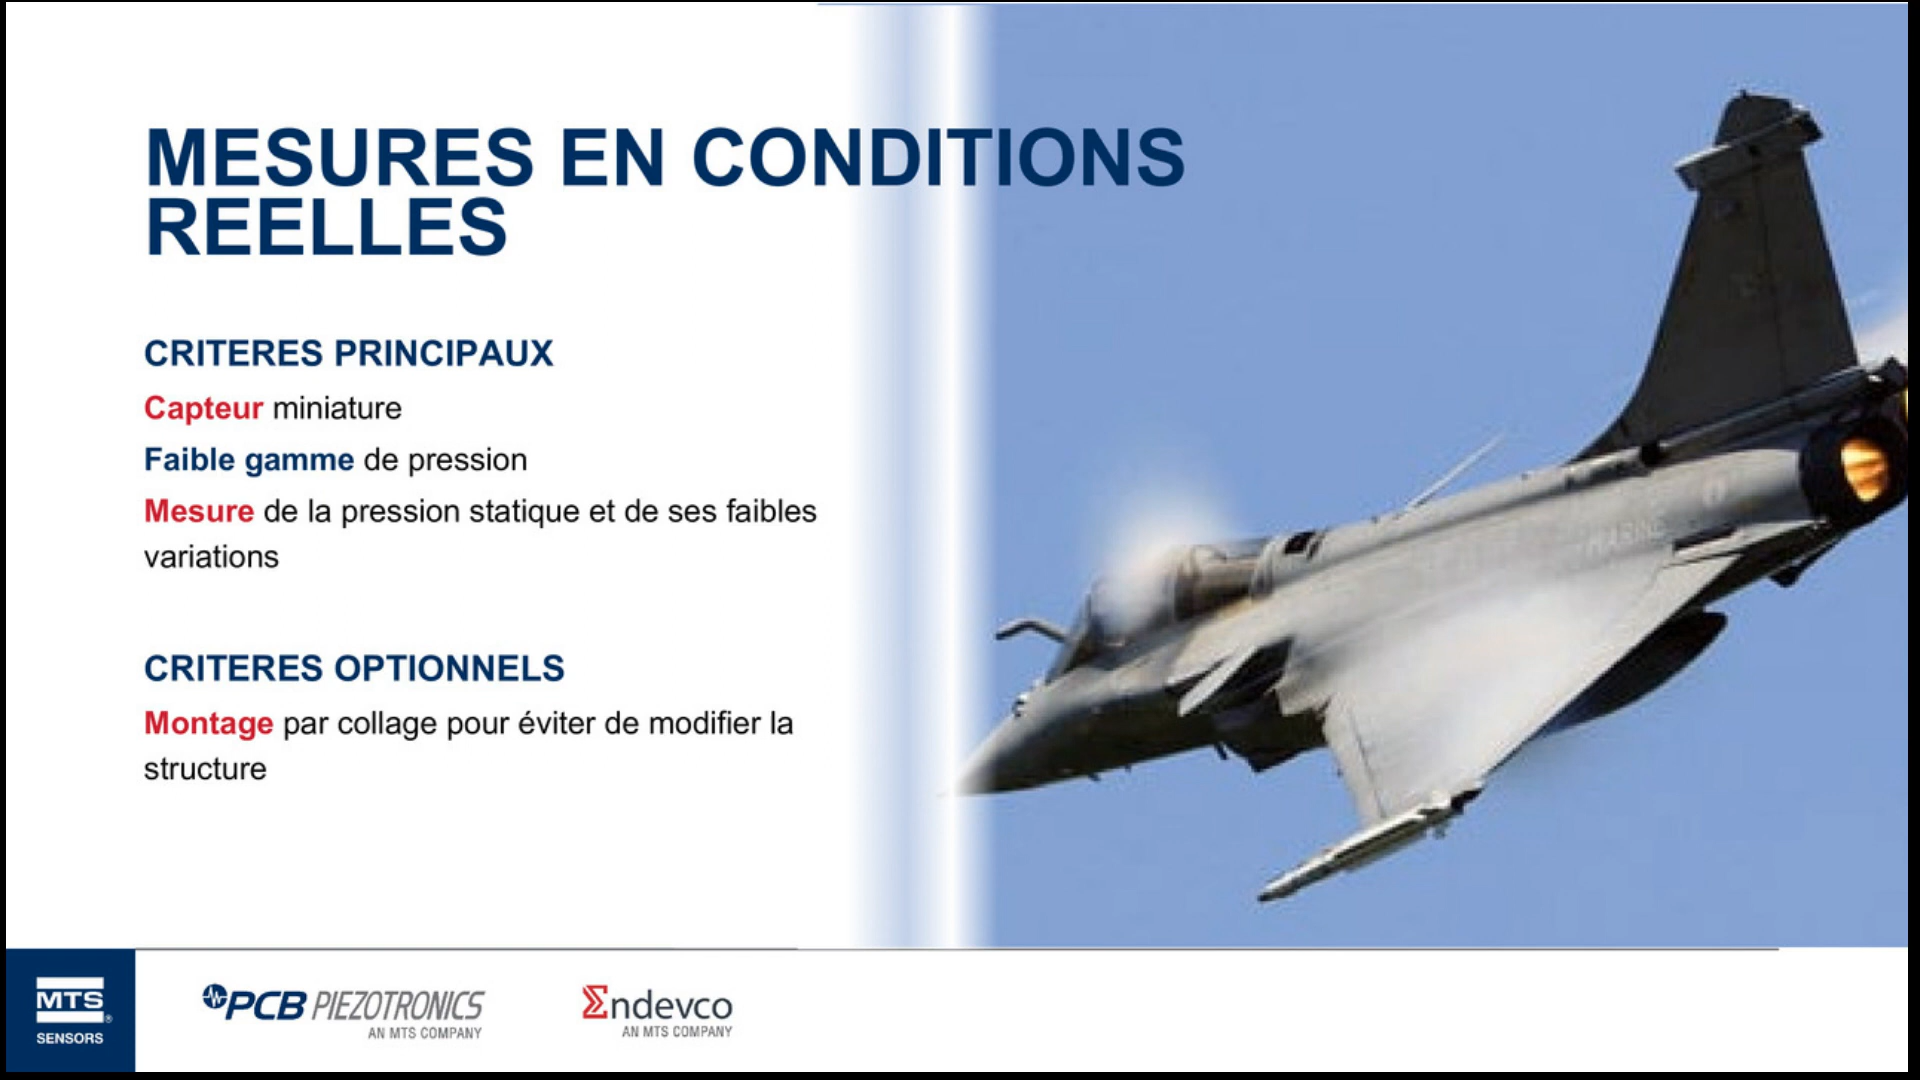 MESURES EN CONDITIONS
REELLES
CRITERES PRINCIPAUX
Capteur miniature
Faible gamme de pression
Mesure de la pression statique et de ses faibles
variations
CRITERES OPTIONNELS
Montage par collage pour éviter de modifier la
structure
MTS
SENSORS
PCB PIEZOTRONICS
AN MTS COMPANY
Endevco
AN MTS COMPANY
MARINE